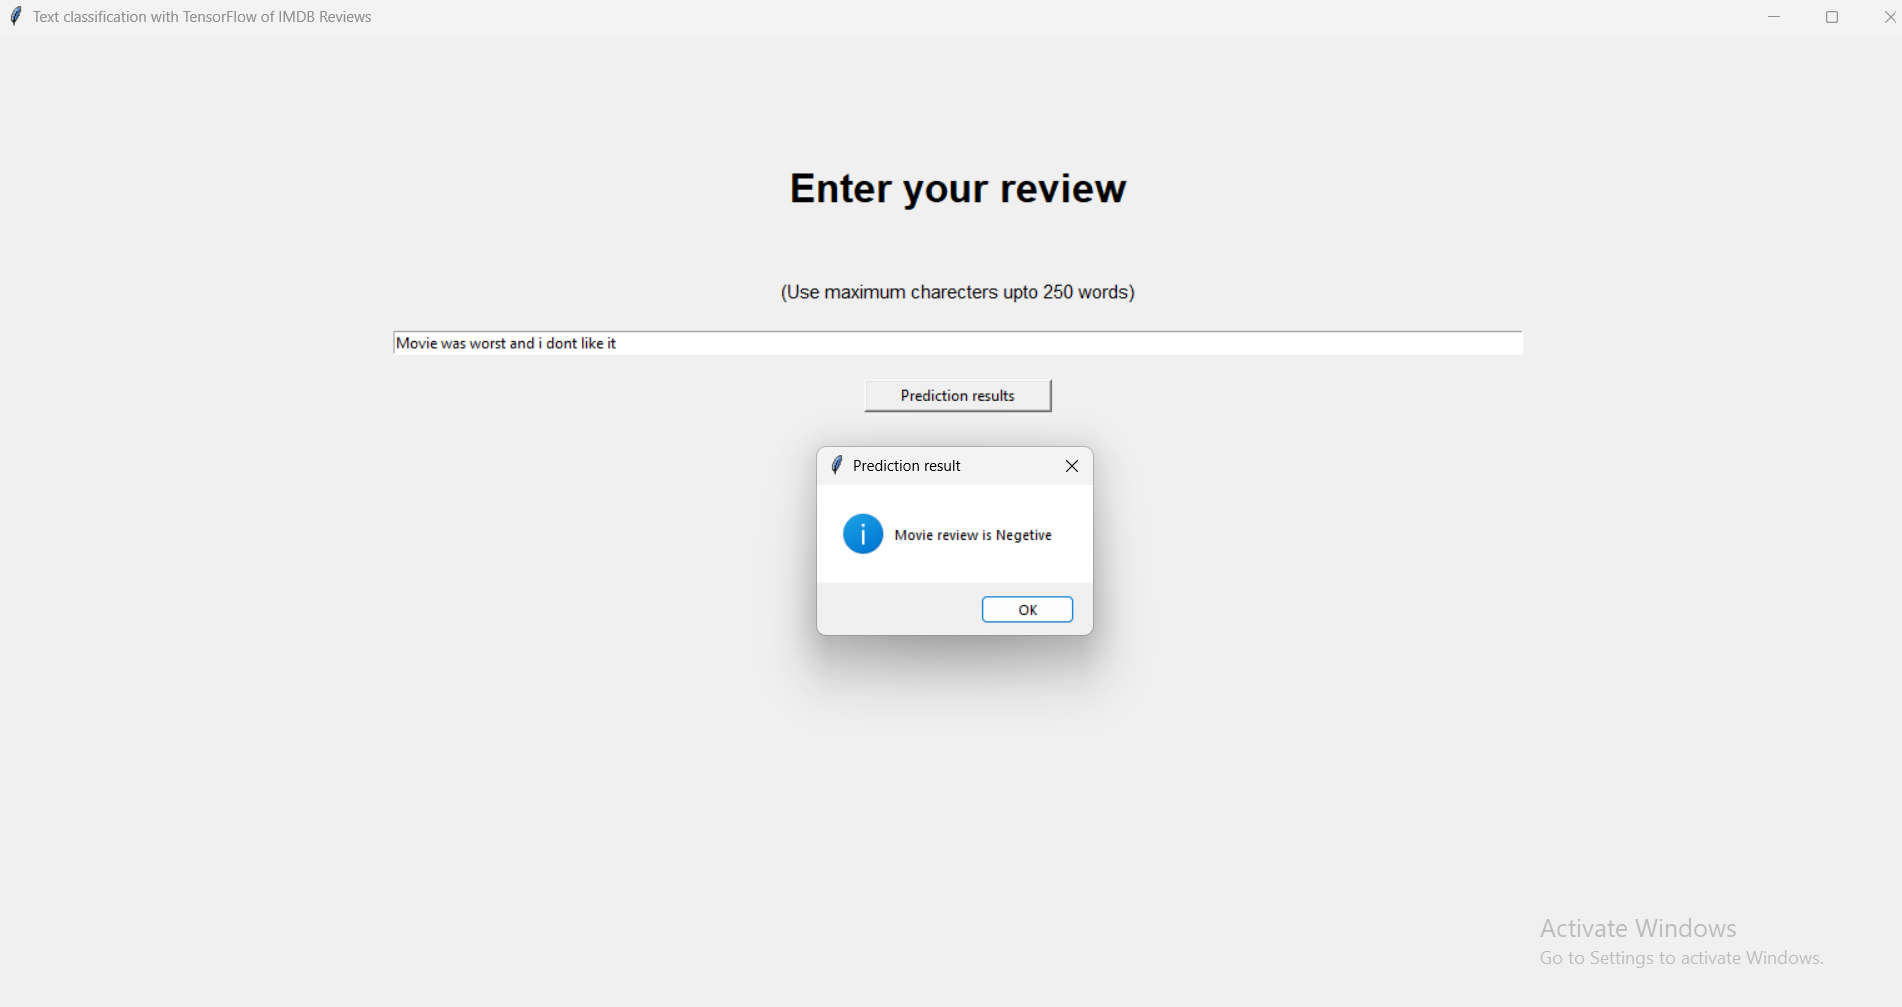 Text classification with TensorFlow of IMDB Reviews
Enter your review
(Use maximum charecters upto 250 words)
Movie was worst and i dont like it
Prediction results
Prediction result
Movie review is Negetive
OK
Activate Windows
Go to Settings to activate Windows.